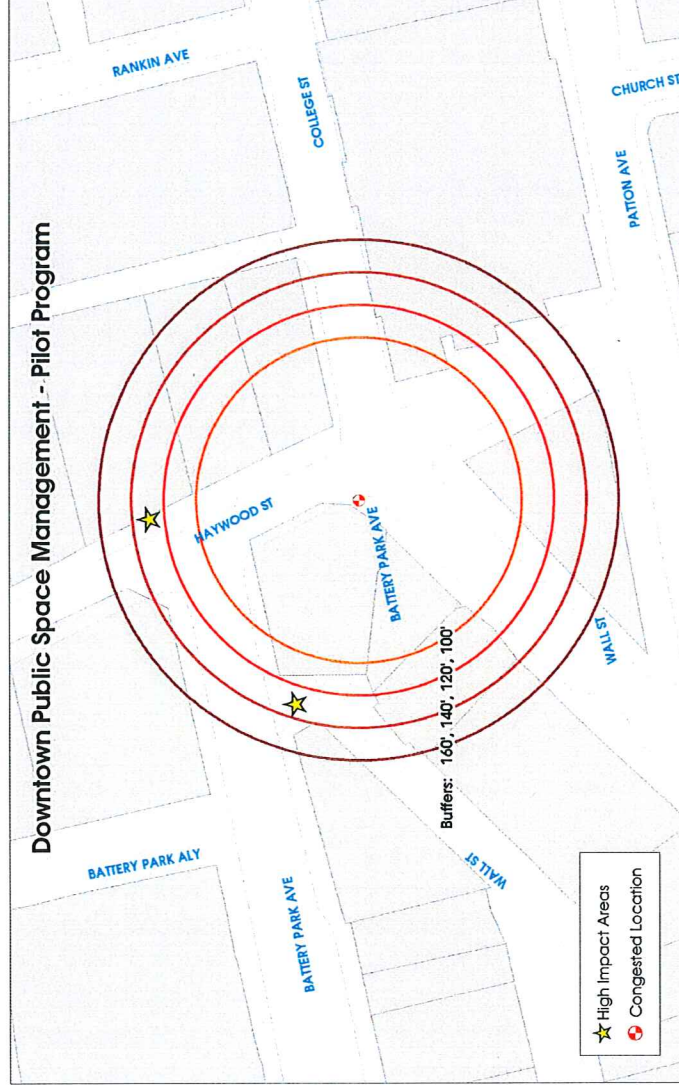 Downtown Public Space Management - Pilot Program
RANKIN AVE
COLLEGE ST
CHURCH ST
PATTON AVE
HAYWOOD ST
BATTERY PARK AVE
BATTERY PARK ALY
BATTERY PARK AVE
WALL ST
WALL ST
Buffers: 160', 140', 120', 100'
High Impact Areas
Congested Location